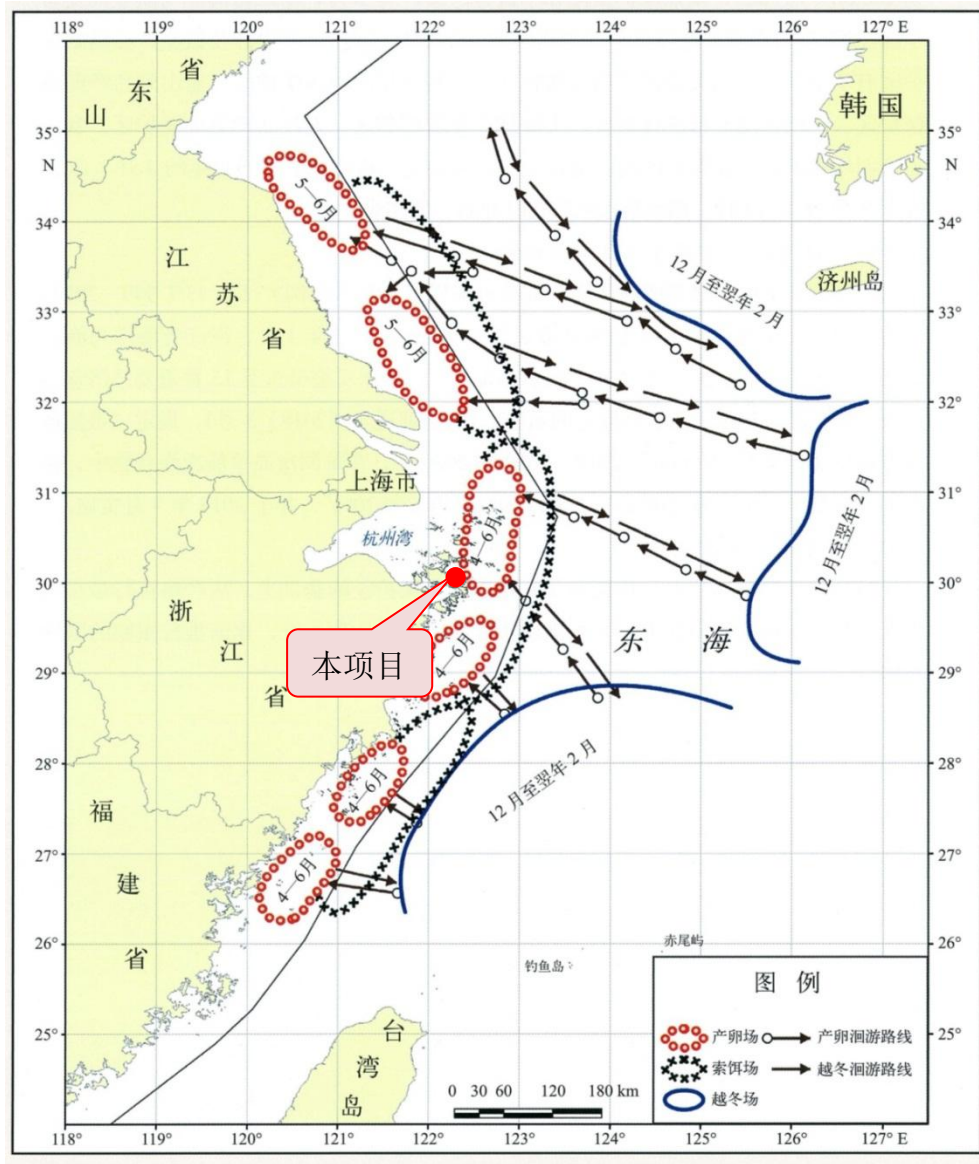 118° 119° 120° 121° 122° 123° 124° 125° 126° 127° E
山东省
韩国
35° 35°
N N
5—6月
34° 34°
江苏省
济州岛
12月至翌年2月
33° 33°
5—6月
32° 32°
上海市
31° 31°
4—6月
杭州湾
12月至翌年2月
30° 30°
浙江省
东海
本项目
4—6月
29° 29°
12月至翌年2月
28° 28°
4—6月
福建省
27° 27°
4—6月
26° 26°
赤尾屿
钓鱼岛
25° 25°
台湾岛
图例
产卵场 产卵洄游路线
索饵场 越冬洄游路线
越冬场
0 30 60 120 180 km
118° 119° 120° 121° 122° 123° 124° 125° 126° 127° E